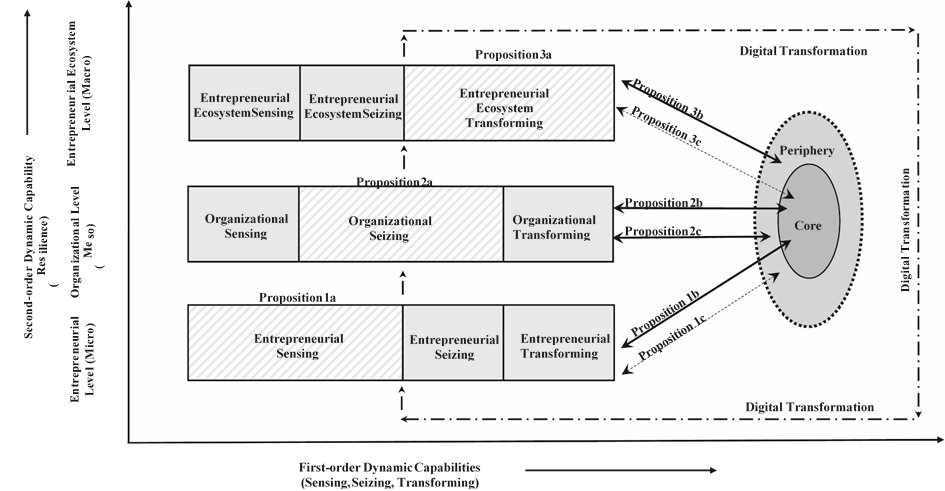 Second-order Dynamic Capability
( Resilience)
Entrepreneurial Ecosystem
Level (Macro)
Organizational Level
( Meso)
Entrepreneurial
Level (Micro)
Digital Transformation
Proposition3a
Entrepreneurial
EcosystemSensing
Entrepreneurial
EcosystemSeizing
Entrepreneurial
Ecosystem
Transforming
Proposition 3b
Proposition 3c
Periphery
Core
Digital Transformation
Proposition2a
Organizational
Sensing
Organizational
Seizing
Organizational
Transforming
Proposition 2b
Proposition 2c
Proposition 1a
Entrepreneurial
Sensing
Entrepreneurial
Seizing
Entrepreneurial
Transforming
Proposition 1b
Proposition 1c
Digital Transformation
First-order Dynamic Capabilities
(Sensing, Seizing, Transforming)